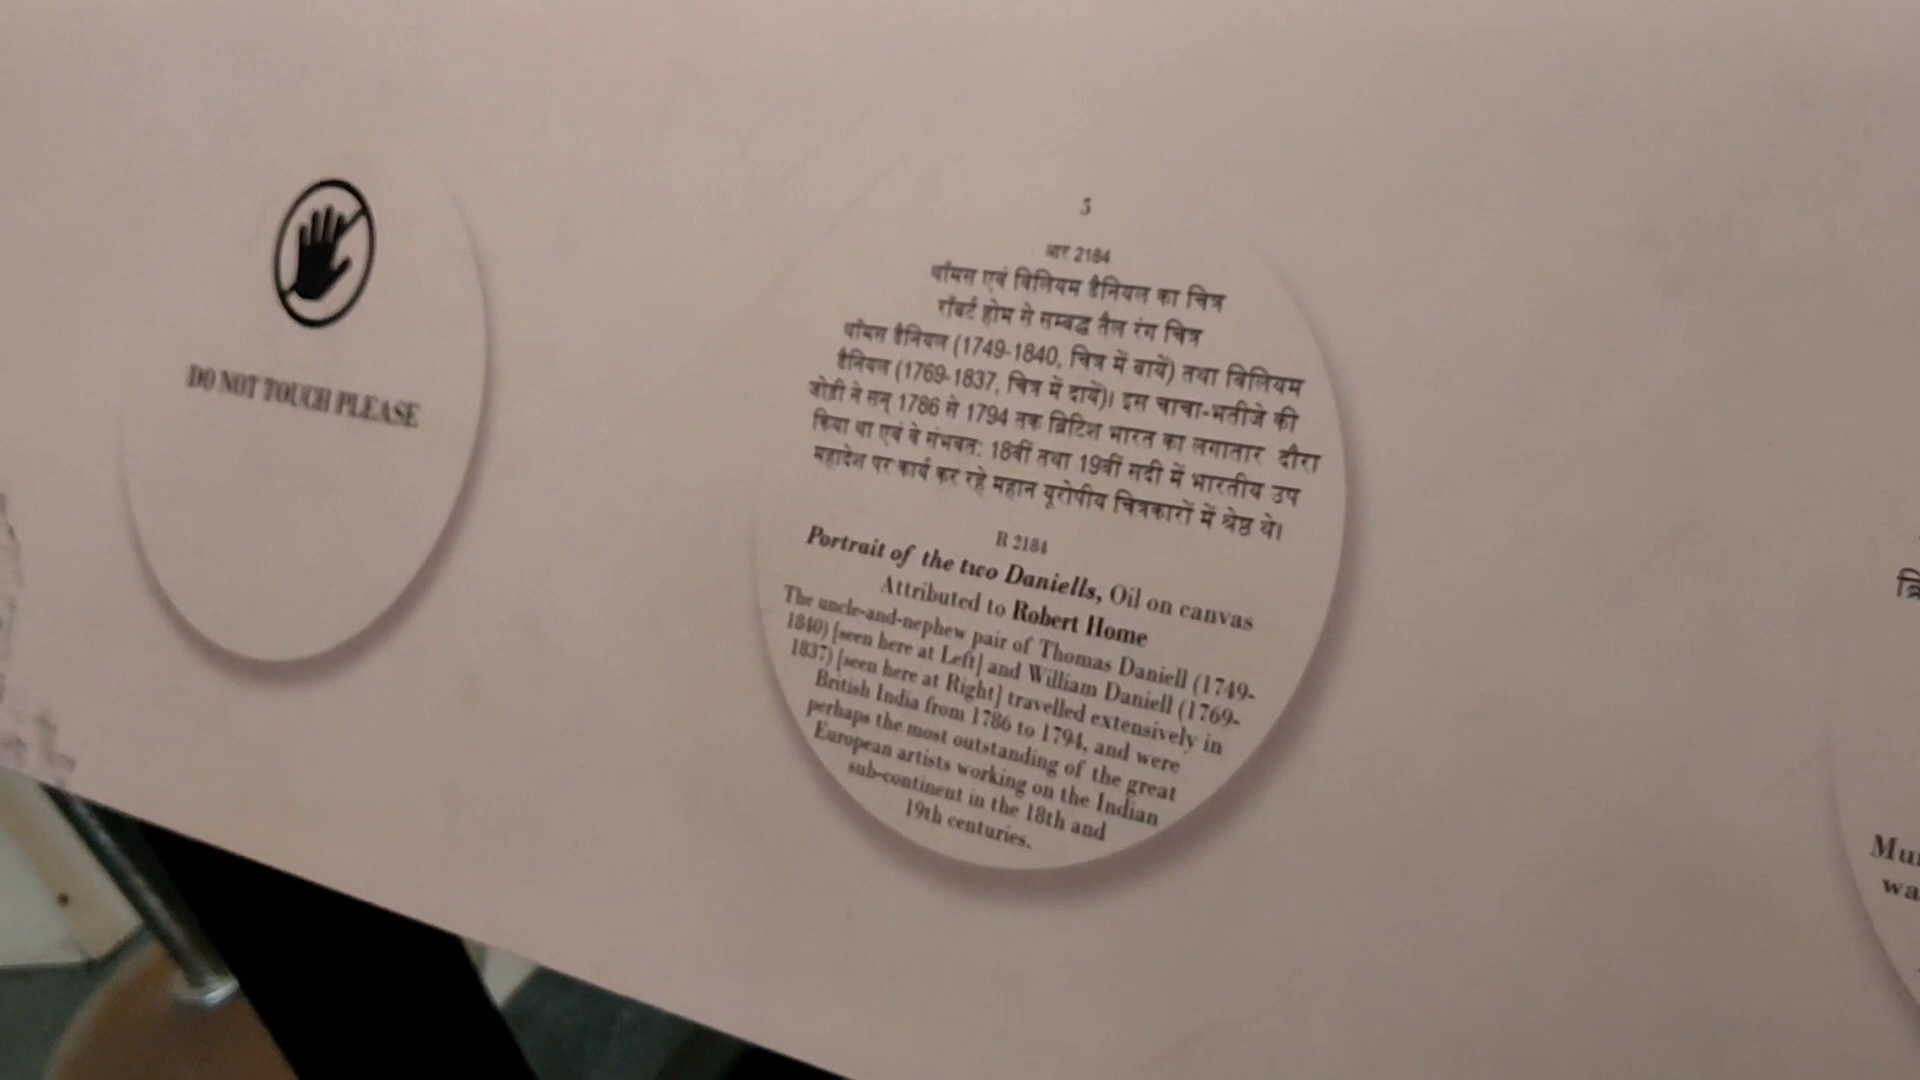 DO NOT TOUCH PLEASE
5
आर 2184
थॉमस एवं विलियम डैनियल का चित्र
रॉबर्ट होम से सम्बद्ध तैल रंग चित्र
थॉमस डैनियल (1749-1840, चित्र में बायें) तथा विलियम
डैनियल (1769-1837, चित्र में दायें)। इस चाचा-भतीजे की
जोडी ने सन् 1786 से 1794 तक ब्रिटिश भारत का लगातार दौरा
किया था एवं वे संभवत: 18वीं तथा 19वीं सदी में भारतीय उप
महादेश पर कार्य कर रहे महान यूरोपीय चित्रकारों में श्रेष्ठ थे।
R 2184
Portrait of the two Daniells, Oil on canvas
Attributed to Robert Home
The uncle-and-nephew pair of Thomas Daniell (1749-
1840) [seen here at Left] and William Daniell (1769-
1837) [seen here at Right] travelled extensively in
British India from 1786 to 1794, and were
perhaps the most outstanding of the great
European artists working on the Indian
sub-continent in the 18th and
19th centuries.